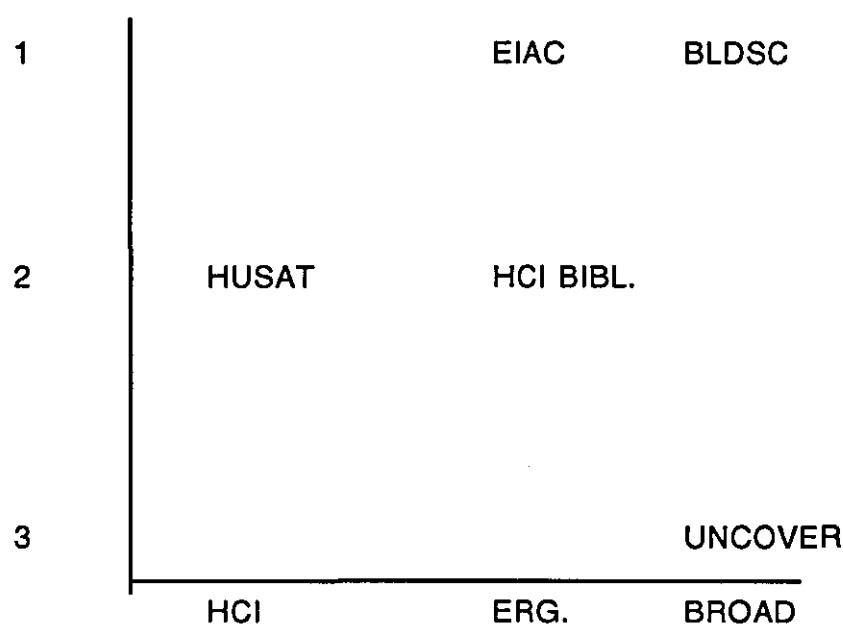 1 EIAC BLDSC
2 HUSAT HCI BIBL.
3 UNCOVER
HCI ERG. BROAD